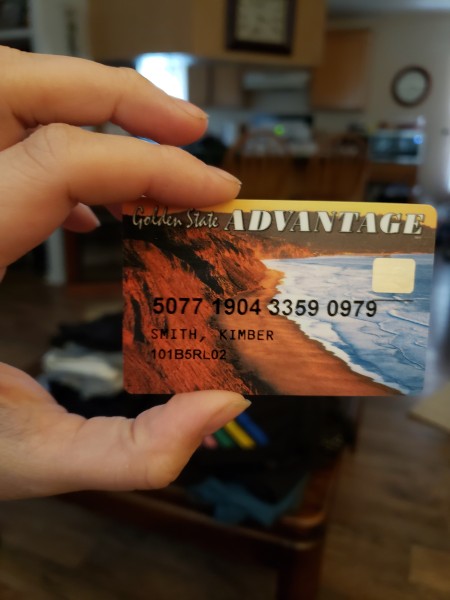 Golden State ADVANTAGE
5077 1904 3359 0979
SMITH, KIMBER
101B5RL02